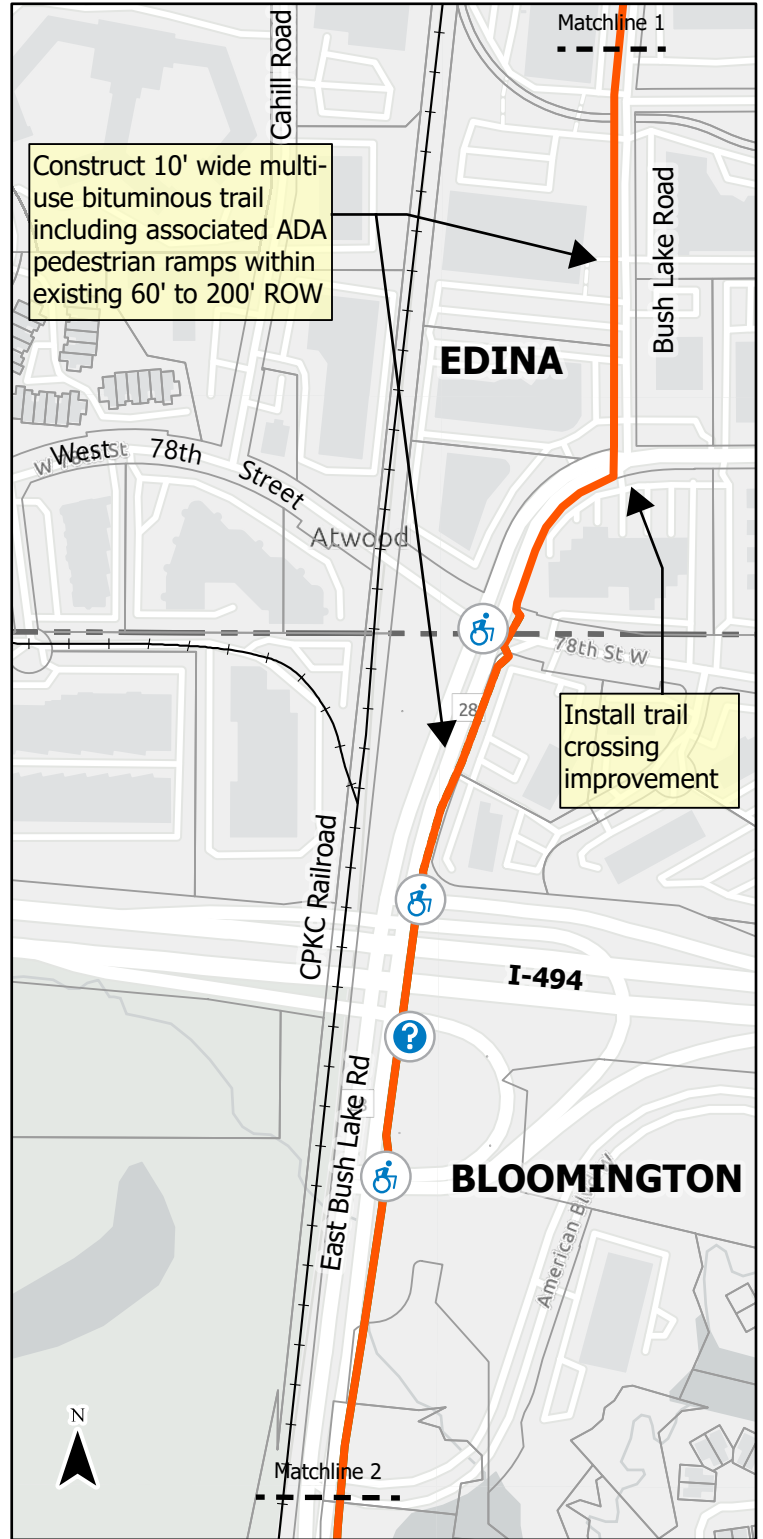 Matchline 1
Cahill Road
Construct 10' wide multi-
use bituminous trail
including associated ADA
pedestrian ramps within
existing 60' to 200' ROW
Bush Lake Road
EDINA
West 78th Street
W 78th St
Atwood
78th St W
28
Install trail
crossing
improvement
CPKC Railroad
I-494
?
East Bush Lake Rd
BLOOMINGTON
American Blvd W
N
Matchline 2